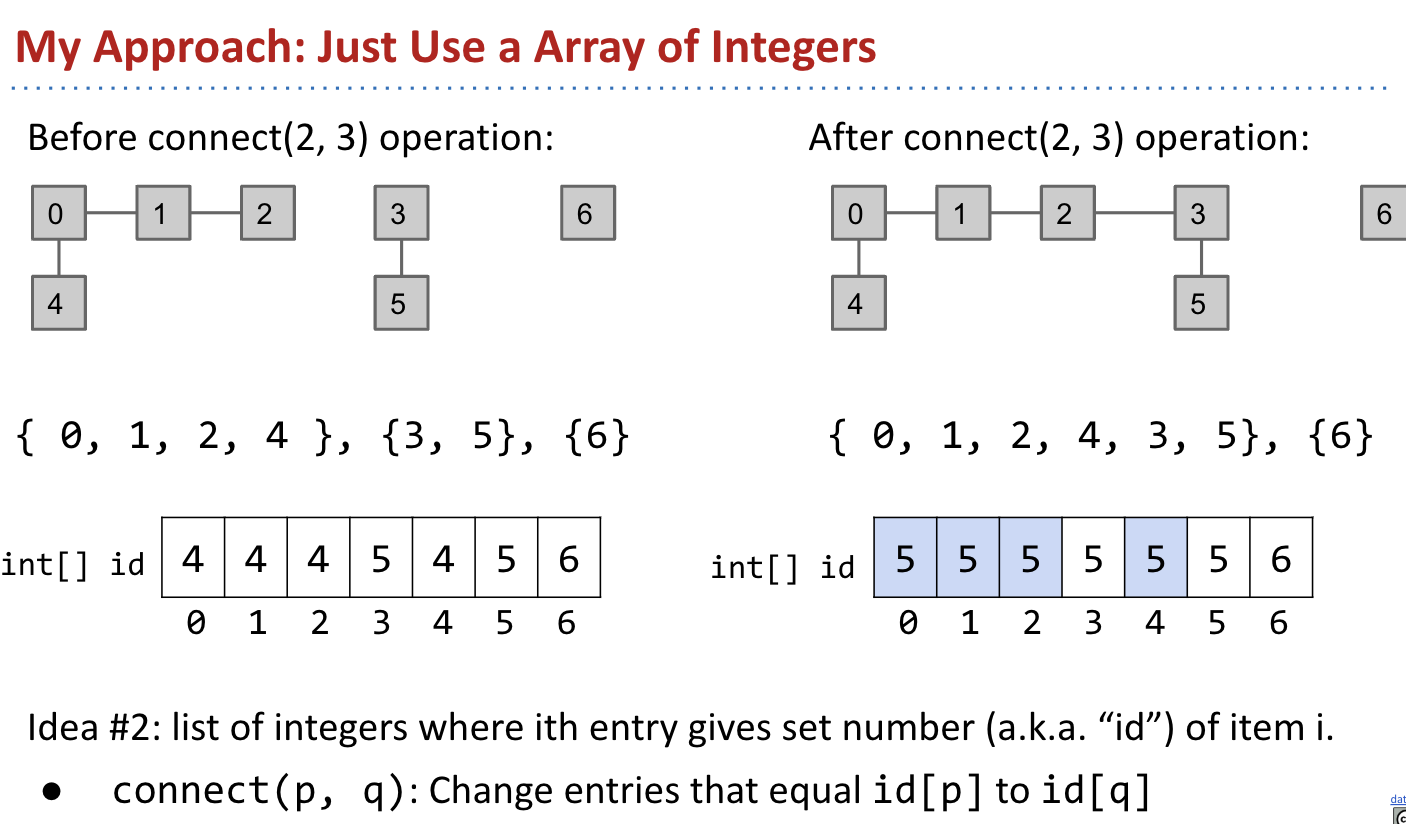 My Approach: Just Use a Array of Integers
Before connect(2, 3) operation:
After connect(2, 3) operation:
0 1 2 3 6
4 5
0 1 2 3 6
4 5
{ 0, 1, 2, 4 }, {3, 5}, {6}
{ 0, 1, 2, 4, 3, 5}, {6}
int[] id 4 4 4 5 4 5 6
0 1 2 3 4 5 6
int[] id 5 5 5 5 5 5 6
0 1 2 3 4 5 6
Idea #2: list of integers where ith entry gives set number (a.k.a. “id”) of item i.
● connect(p, q): Change entries that equal id[p] to id[q]
dat